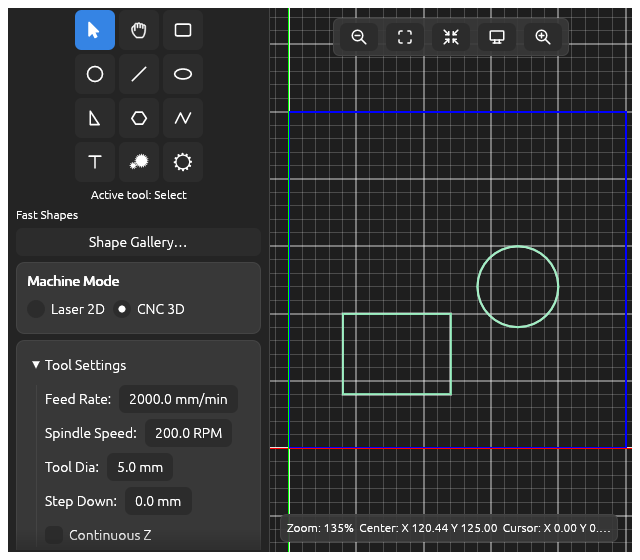 T
Active tool: Select
Fast Shapes
Shape Gallery...
Machine Mode
Laser 2D CNC 3D
Tool Settings
Feed Rate: 2000.0 mm/min
Spindle Speed: 200.0 RPM
Tool Dia: 5.0 mm
Step Down: 0.0 mm
Continuous Z
Zoom: 135% Center: X 120.44 Y 125.00 Cursor: X 0.00 Y 0....